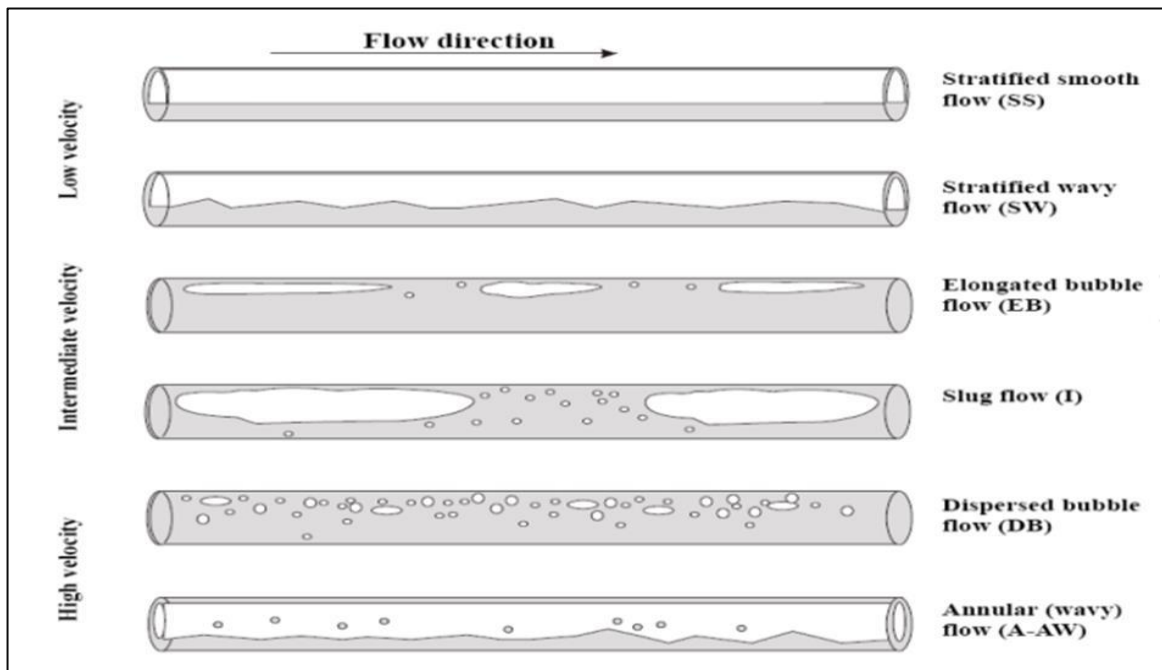 Flow direction
Low velocity
Stratified smooth
flow (SS)
Stratified wavy
flow (SW)
Intermediate velocity
Elongated bubble
flow (EB)
Slug flow (I)
High velocity
Dispersed bubble
flow (DB)
Annular (wavy)
flow (A-AW)